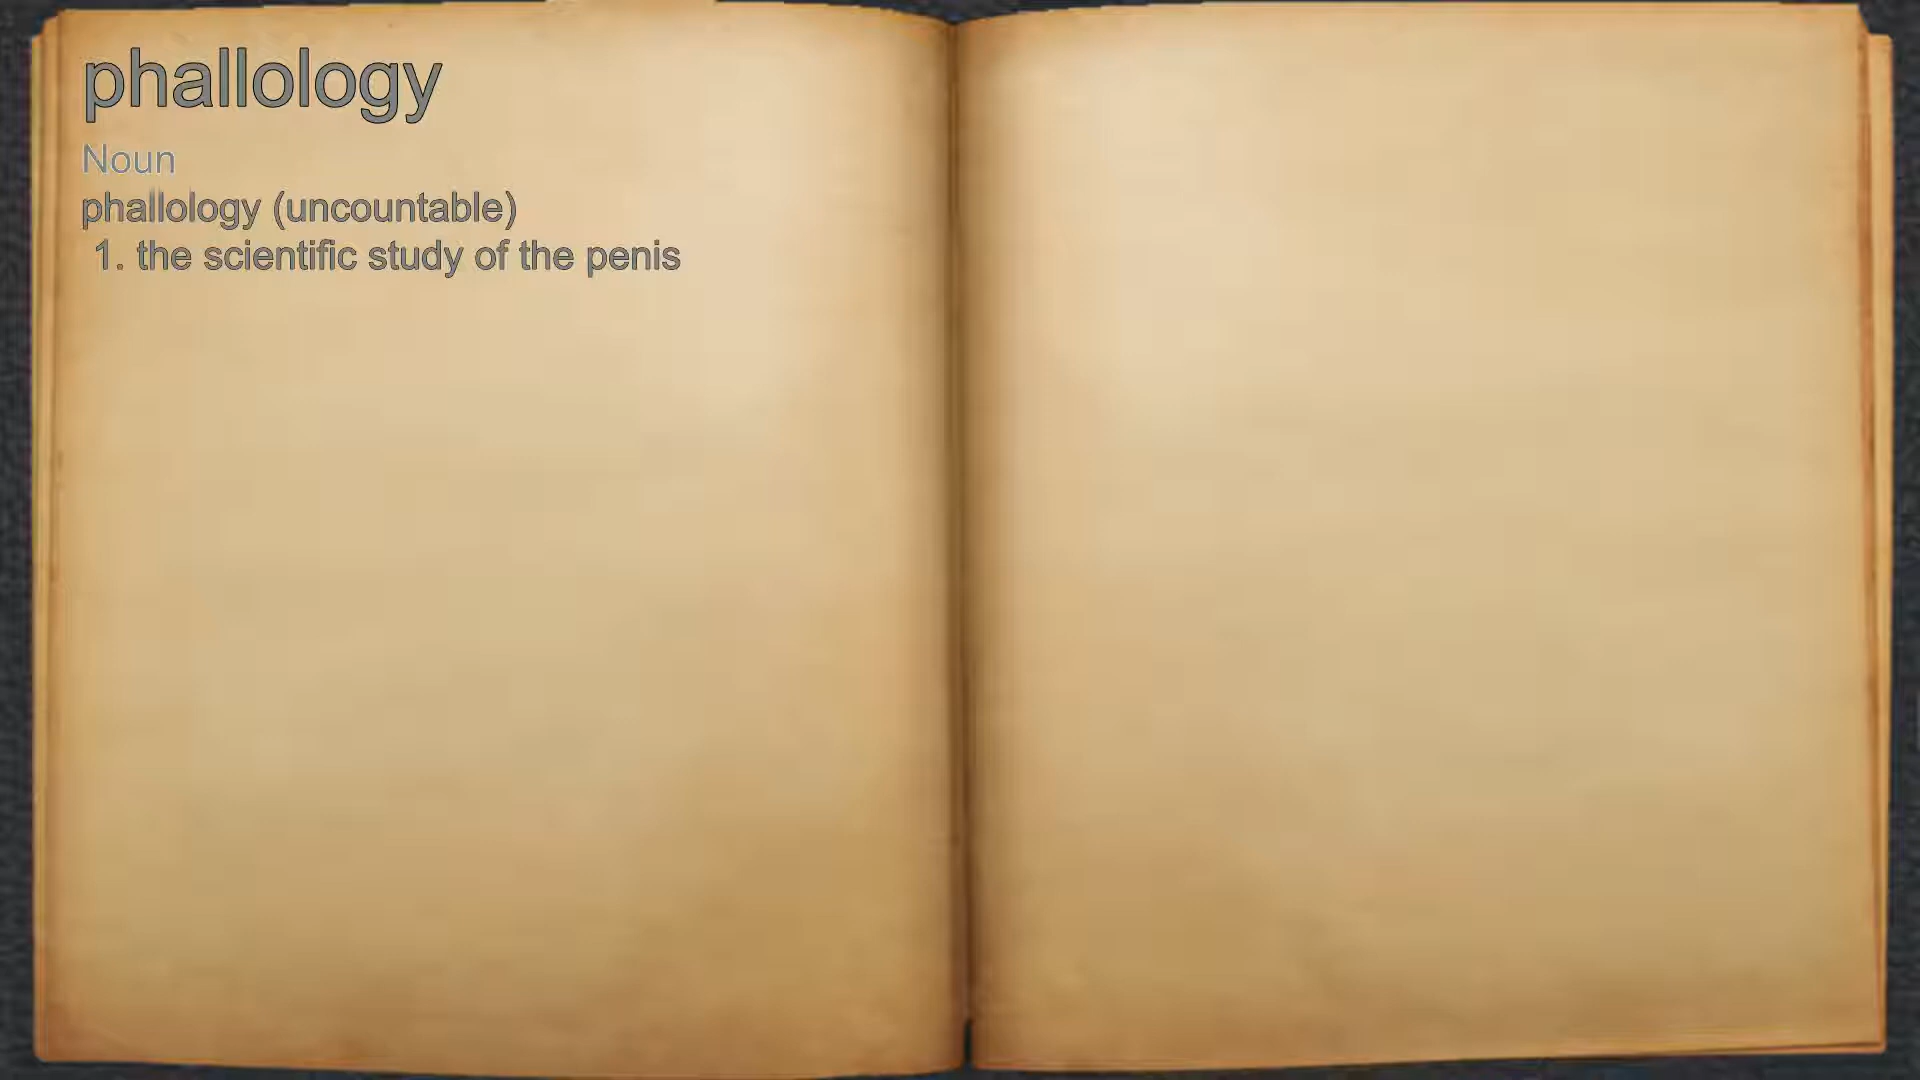 phallology
Noun
phallology (uncountable)
1. the scientific study of the penis